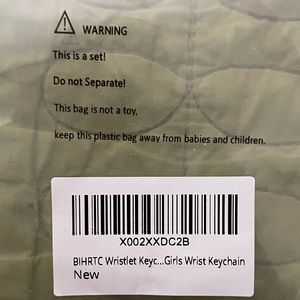 WARNING
This is a set!
Do not Separate!
This bag is not a toy,
keep this plastic bag away from babies and children.
X002XXDC2B
BIHRTC Wristlet Keyc...Girls Wrist Keychain
New